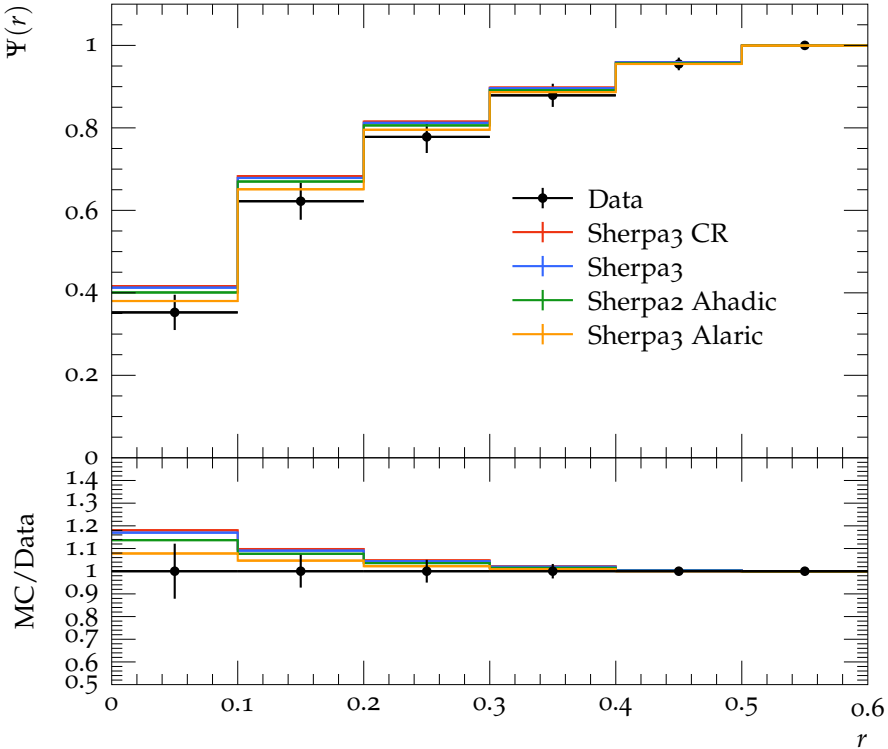 Ψ(r)
1
0.8
0.6
0.4
0.2
0
Data
Sherpa3 CR
Sherpa3
Sherpa2 Ahadic
Sherpa3 Alaric
MC/Data
1.4
1.3
1.2
1.1
1
0.9
0.8
0.7
0.6
0.5
0 0.1 0.2 0.3 0.4 0.5 0.6
r